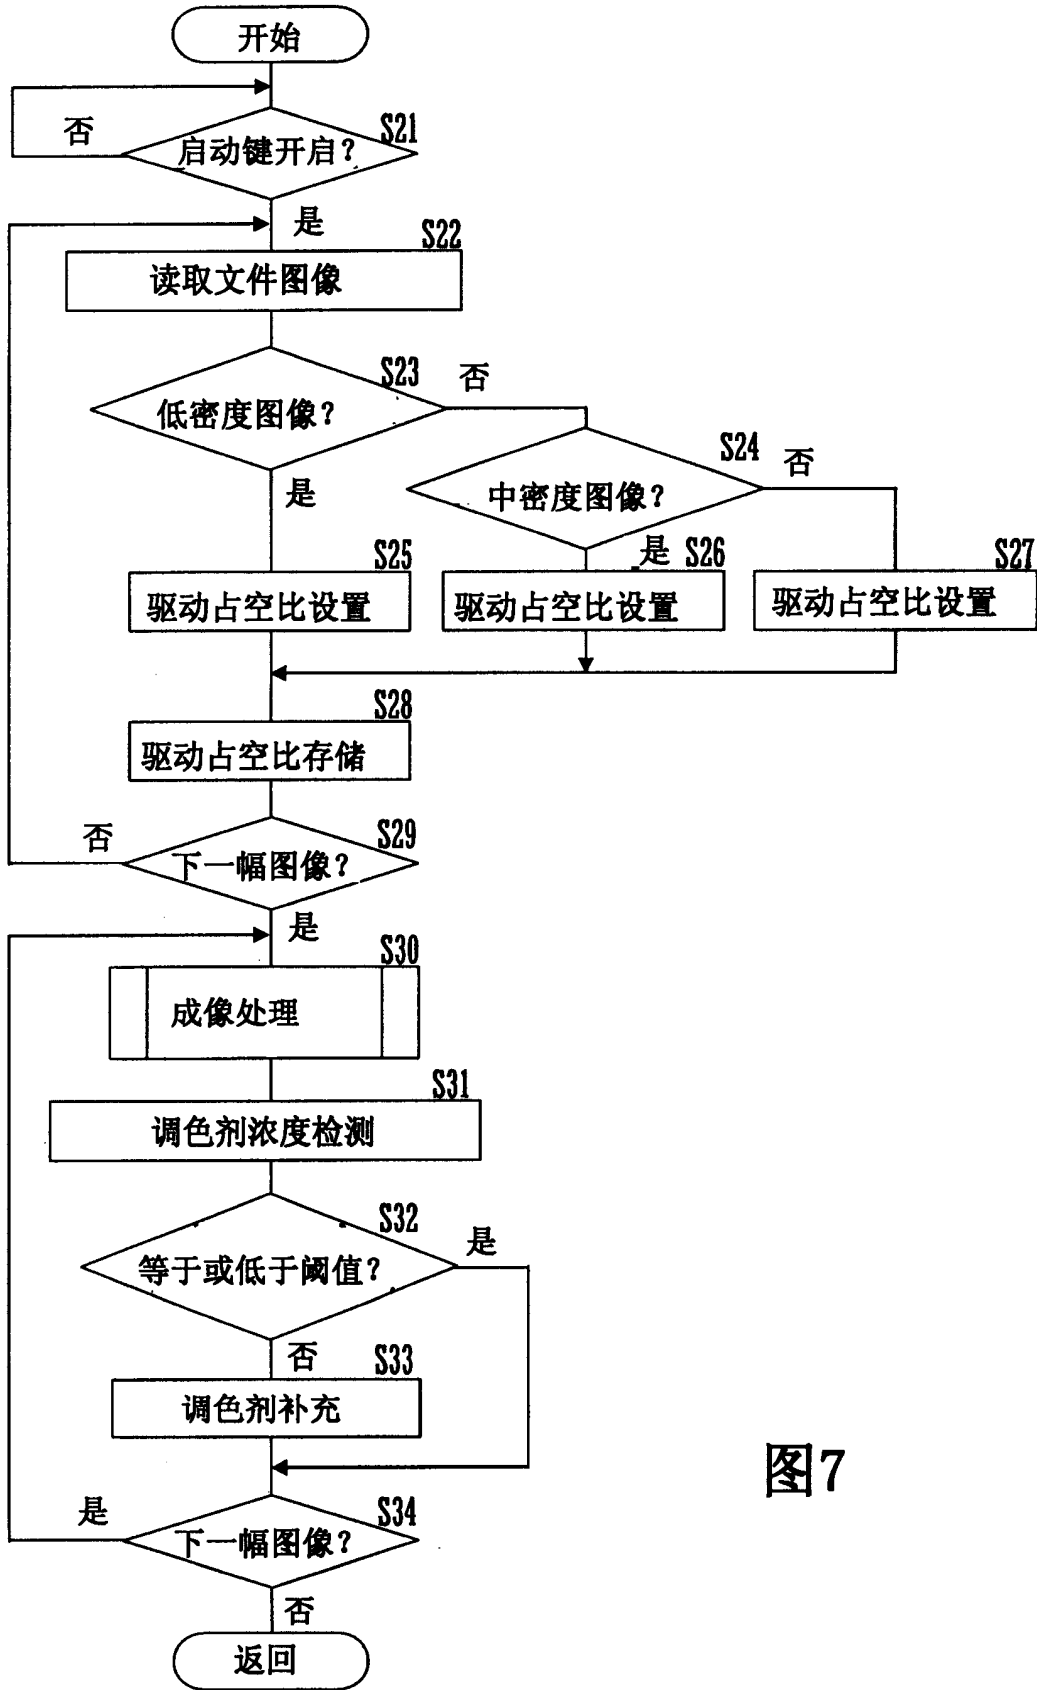 开始
S21
否
启动键开启?
是
S22
读取文件图像
S23
否
低密度图像?
S24
否
中密度图像?
是
是
S25
S26
S27
驱动占空比设置
驱动占空比设置
驱动占空比设置
S28
驱动占空比存储
S29
否
下一幅图像?
是
S30
成像处理
S31
调色剂浓度检测
S32
是
等于或低于阈值?
否
S33
调色剂补充
图7
S34
是
下一幅图像?
否
返回